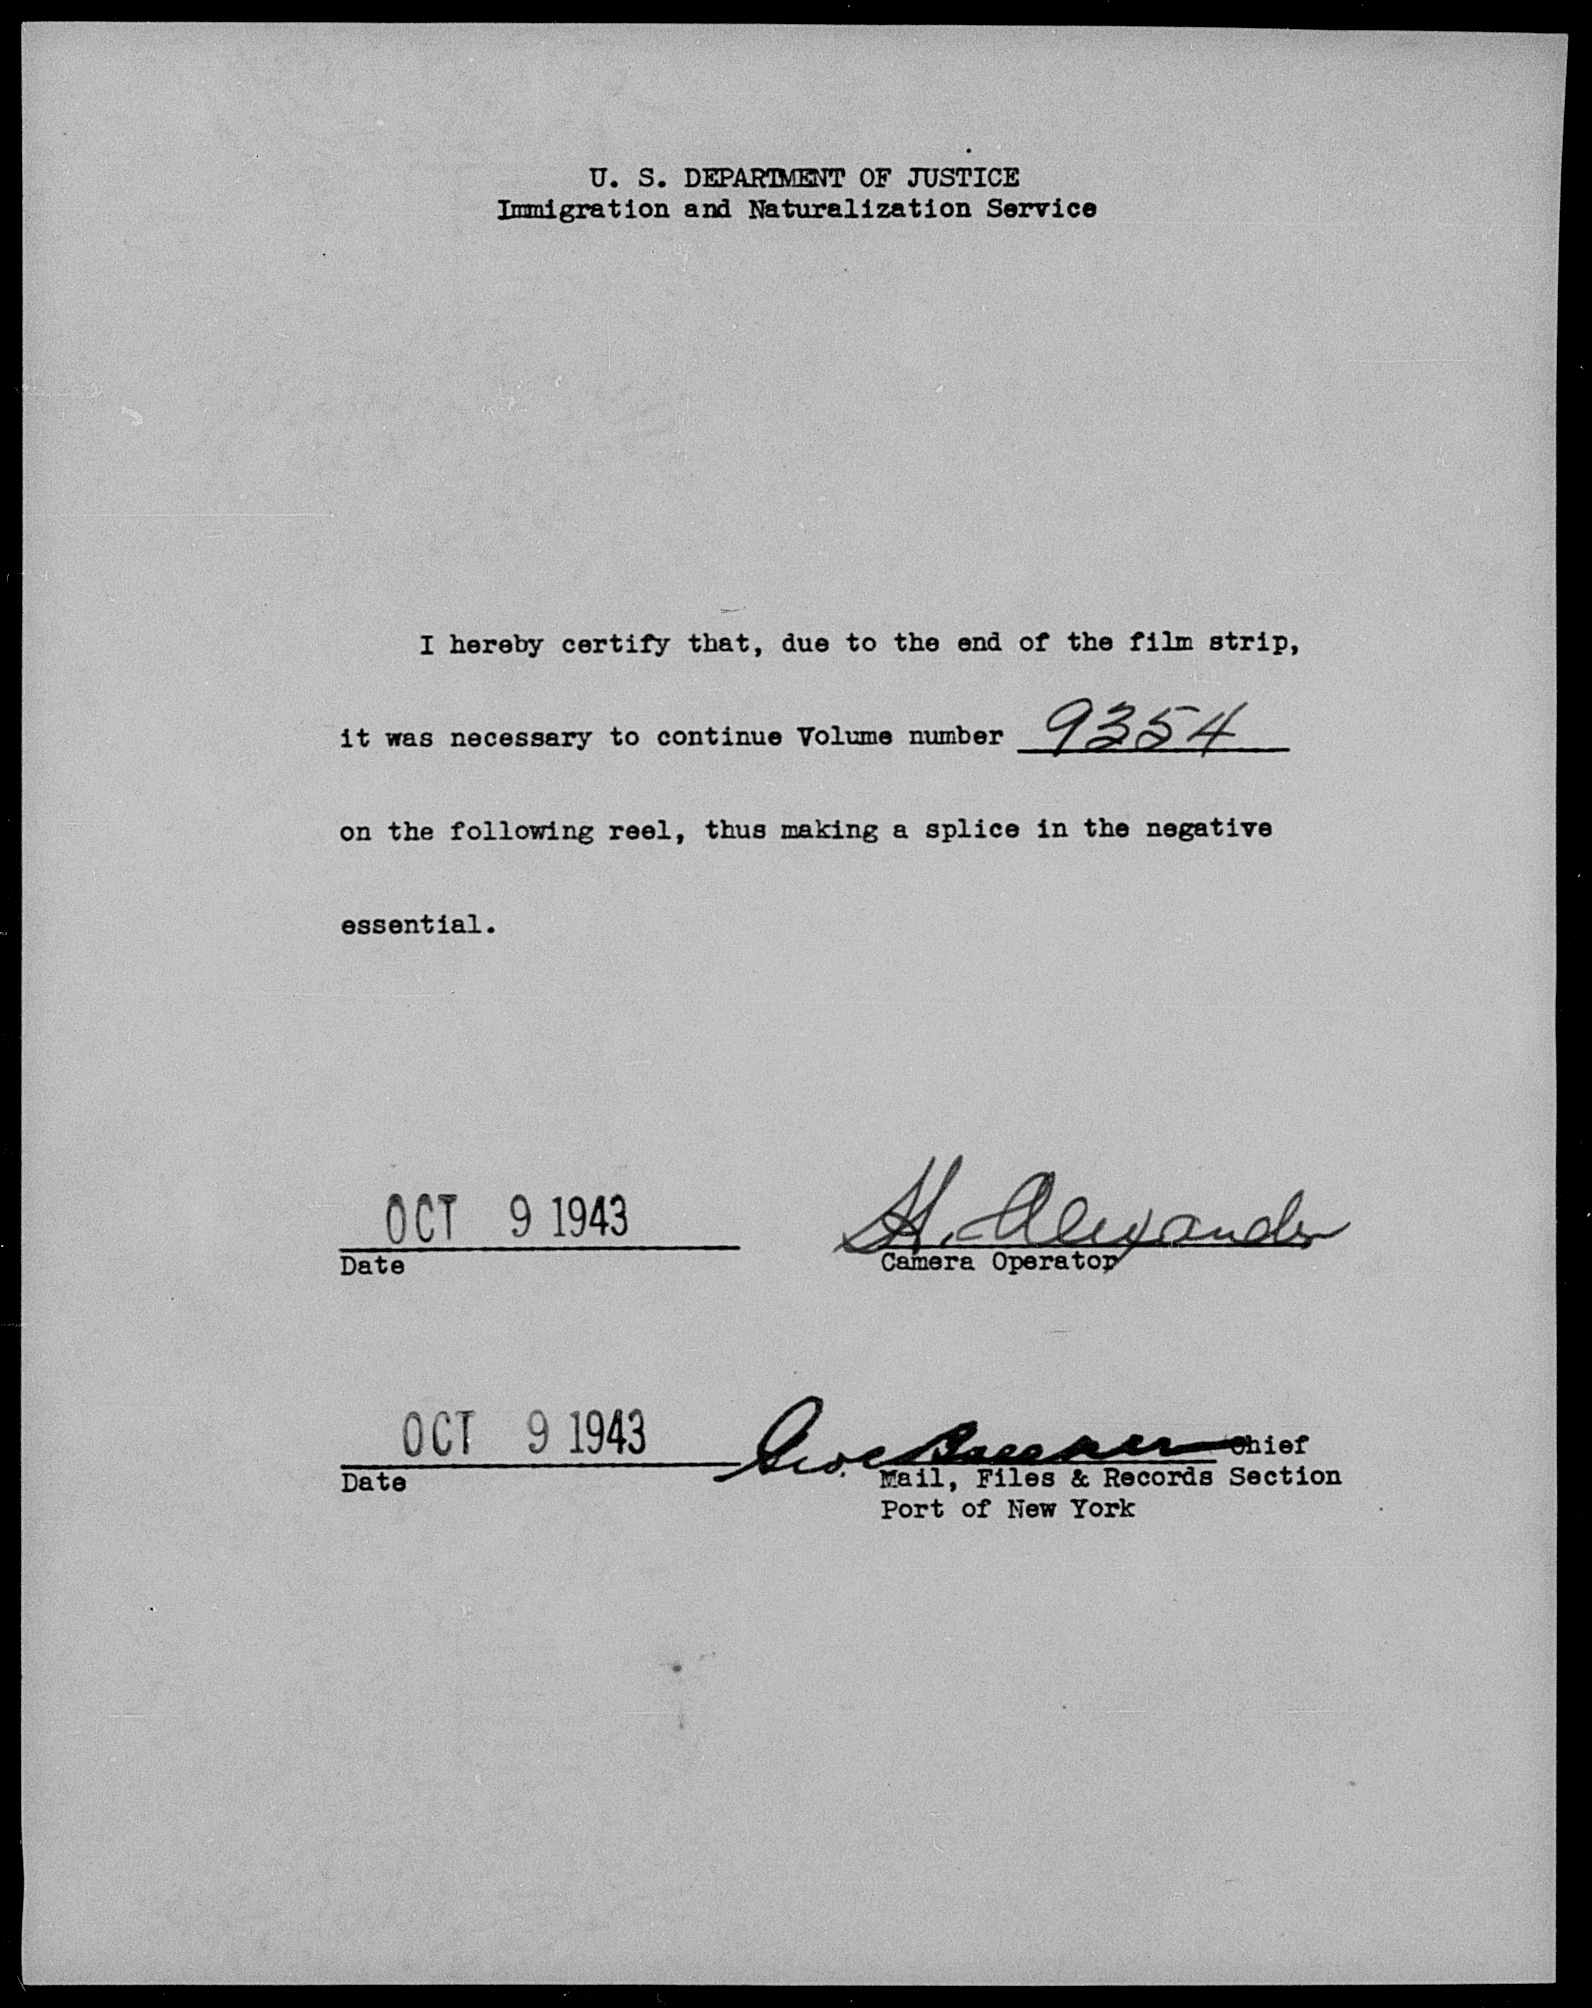 U. S. DEPARTMENT OF JUSTICE
Immigration and Naturalization Service
I hereby certify that, due to the end of the film strip,
it was necessary to continue Volume number 9354
on the following reel, thus making a splice in the negative
essential.
OCT 9 1943 H. Alexander
Date Camera Operator
OCT 9 1943 Chief
Date Mail, Files & Records Section
Port of New York